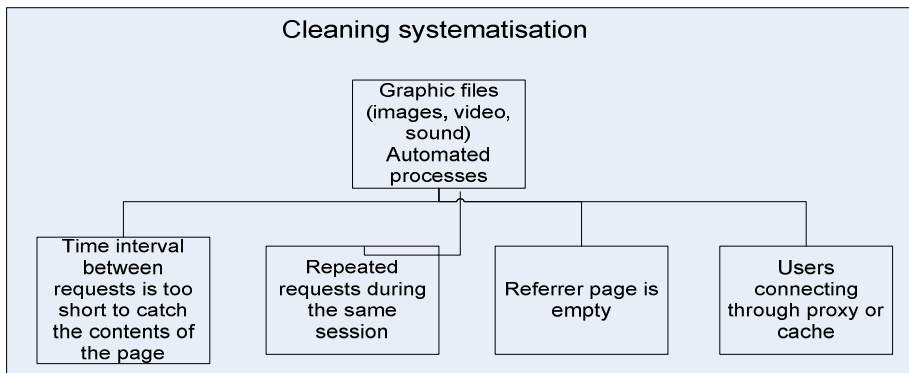 Cleaning systematisation
Graphic files
(images, video,
sound)
Automated
processes
Time interval
between
requests is too
short to catch
the contents of
the page
Repeated
requests during
the same
session
Referrer page is
empty
Users
connecting
through proxy or
cache